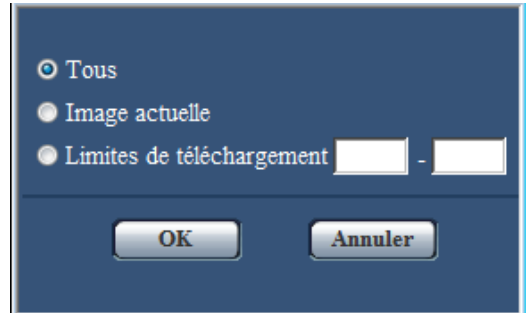 Tous
Image actuelle
Limites de téléchargement -
OK Annuler